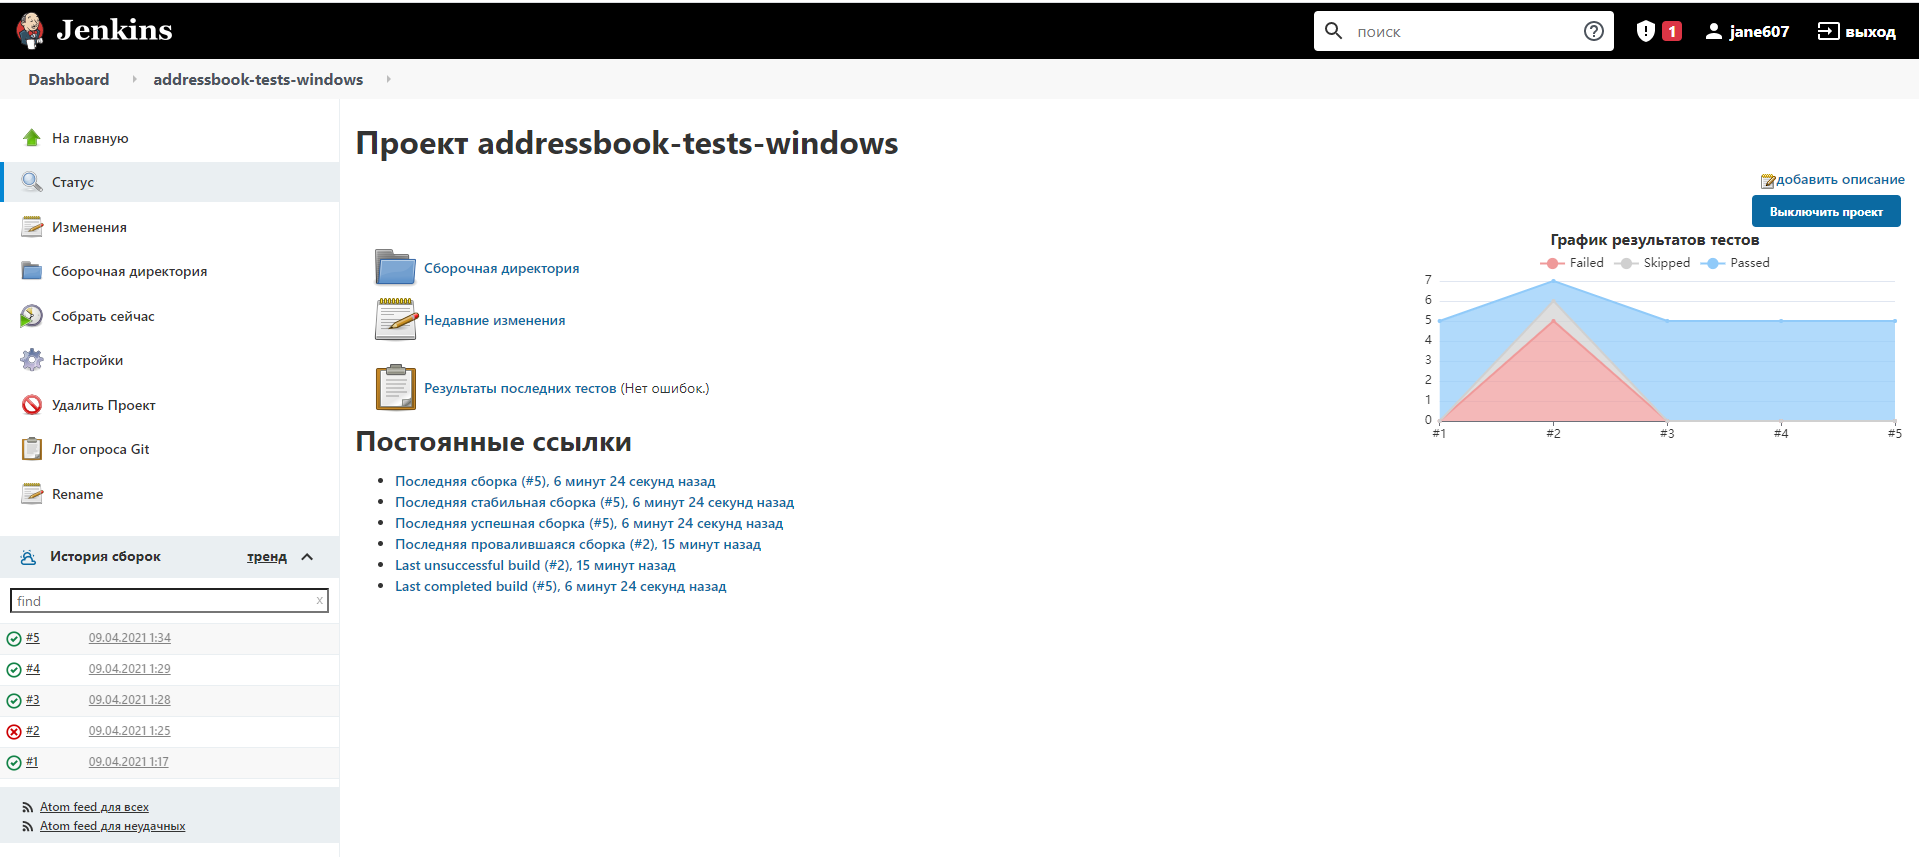 Jenkins
поиск
1
jane607
выход
Dashboard
addressbook-tests-windows
На главную
Статус
Изменения
Сборочная директория
Собрать сейчас
Настройки
Удалить Проект
Лог опроса Git
Rename
История сборок
тренд
find
x
#5 09.04.2021 1:34
#4 09.04.2021 1:29
#3 09.04.2021 1:28
#2 09.04.2021 1:25
#1 09.04.2021 1:17
Atom feed для всех
Atom feed для неудачных
Проект addressbook-tests-windows
добавить описание
Выключить проект
Сборочная директория
Недавние изменения
Результаты последних тестов (Нет ошибок.)
График результатов тестов
Failed Skipped Passed
7
6
5
4
3
2
1
0
#1 #2 #3 #4 #5
Постоянные ссылки
Последняя сборка (#5), 6 минут 24 секунд назад
Последняя стабильная сборка (#5), 6 минут 24 секунд назад
Последняя успешная сборка (#5), 6 минут 24 секунд назад
Последняя провалившаяся сборка (#2), 15 минут назад
Last unsuccessful build (#2), 15 минут назад
Last completed build (#5), 6 минут 24 секунд назад